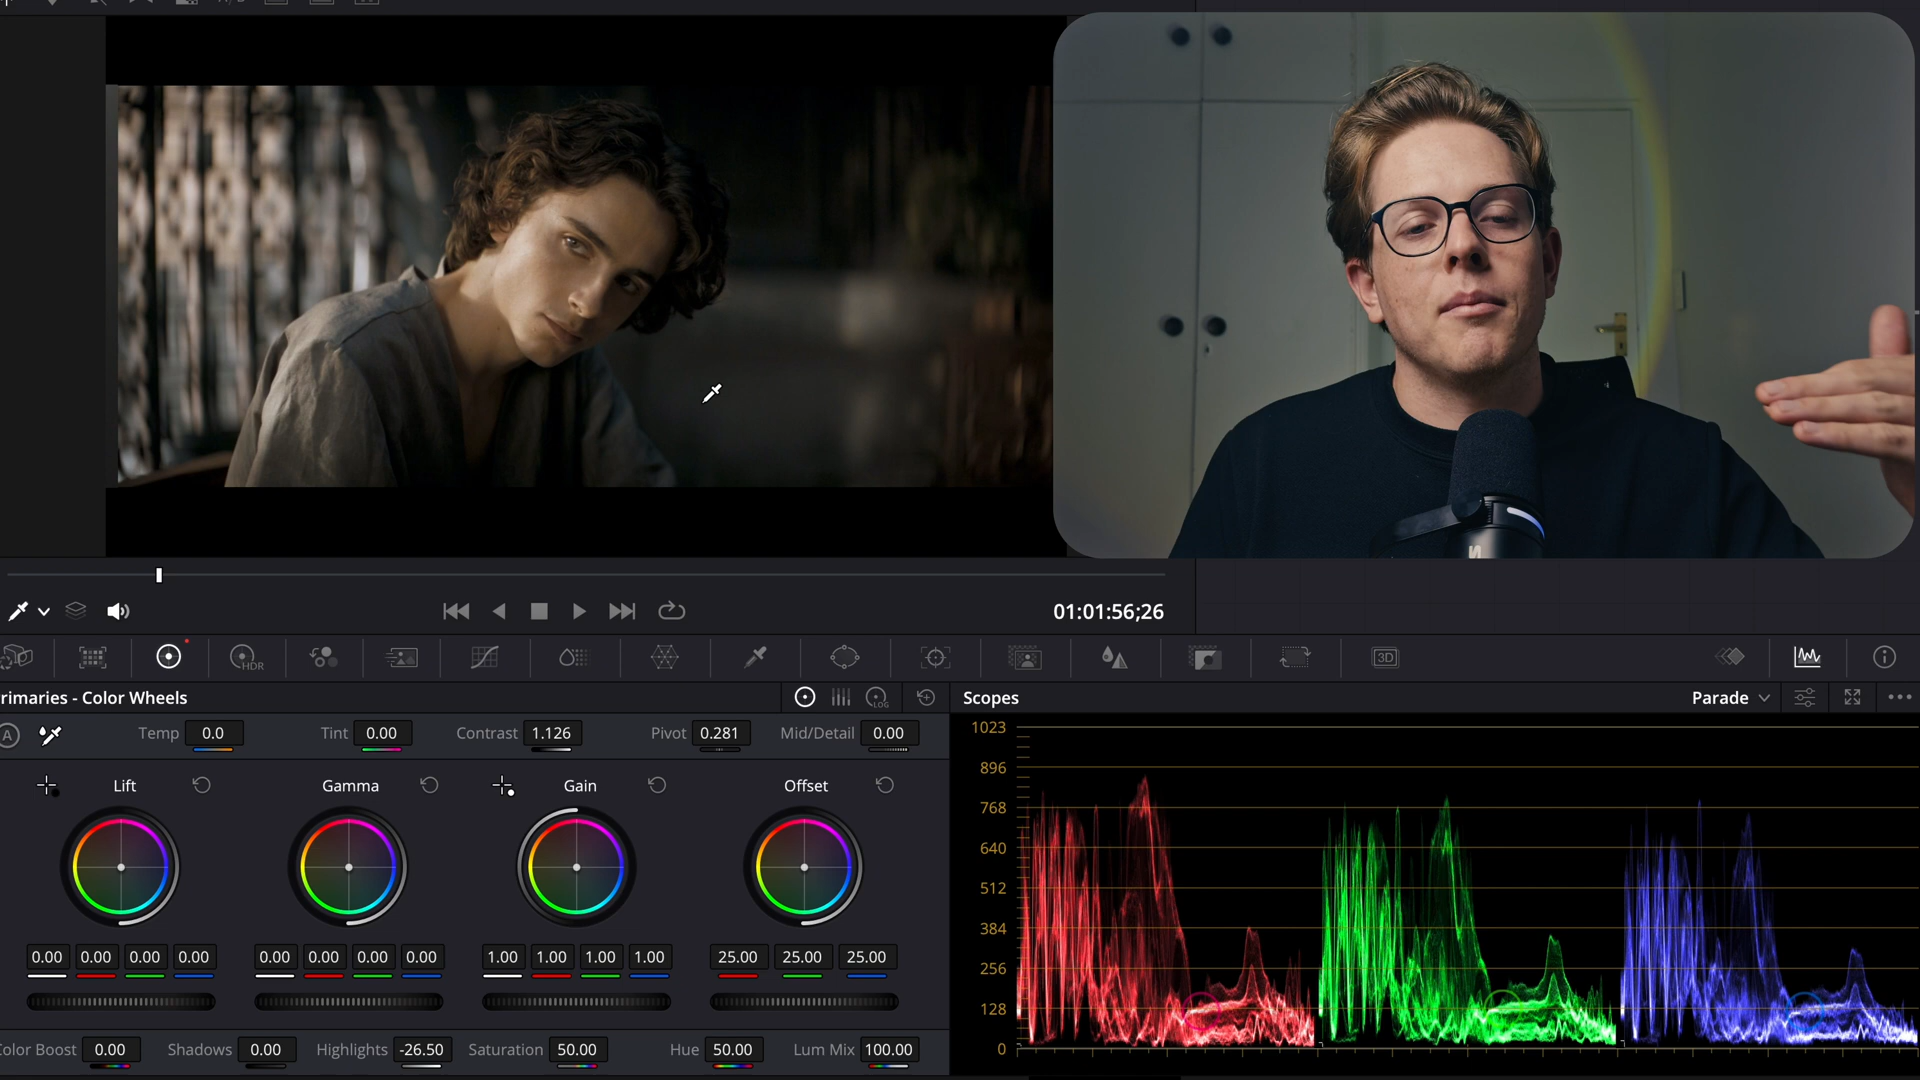 01:01:56;26
HDR
3D
rimaries - Color Wheels
LOG
Scopes
Parade
A
Temp 0.0 Tint 0.00 Contrast 1.126 Pivot 0.281 Mid/Detail 0.00
Lift Gamma Gain Offset
0.00 0.00 0.00 0.00 0.00 0.00 0.00 0.00 1.00 1.00 1.00 1.00 25.00 25.00 25.00
Color Boost 0.00 Shadows 0.00 Highlights -26.50 Saturation 50.00 Hue 50.00 Lum Mix 100.00
1023
896
768
640
512
384
256
128
0